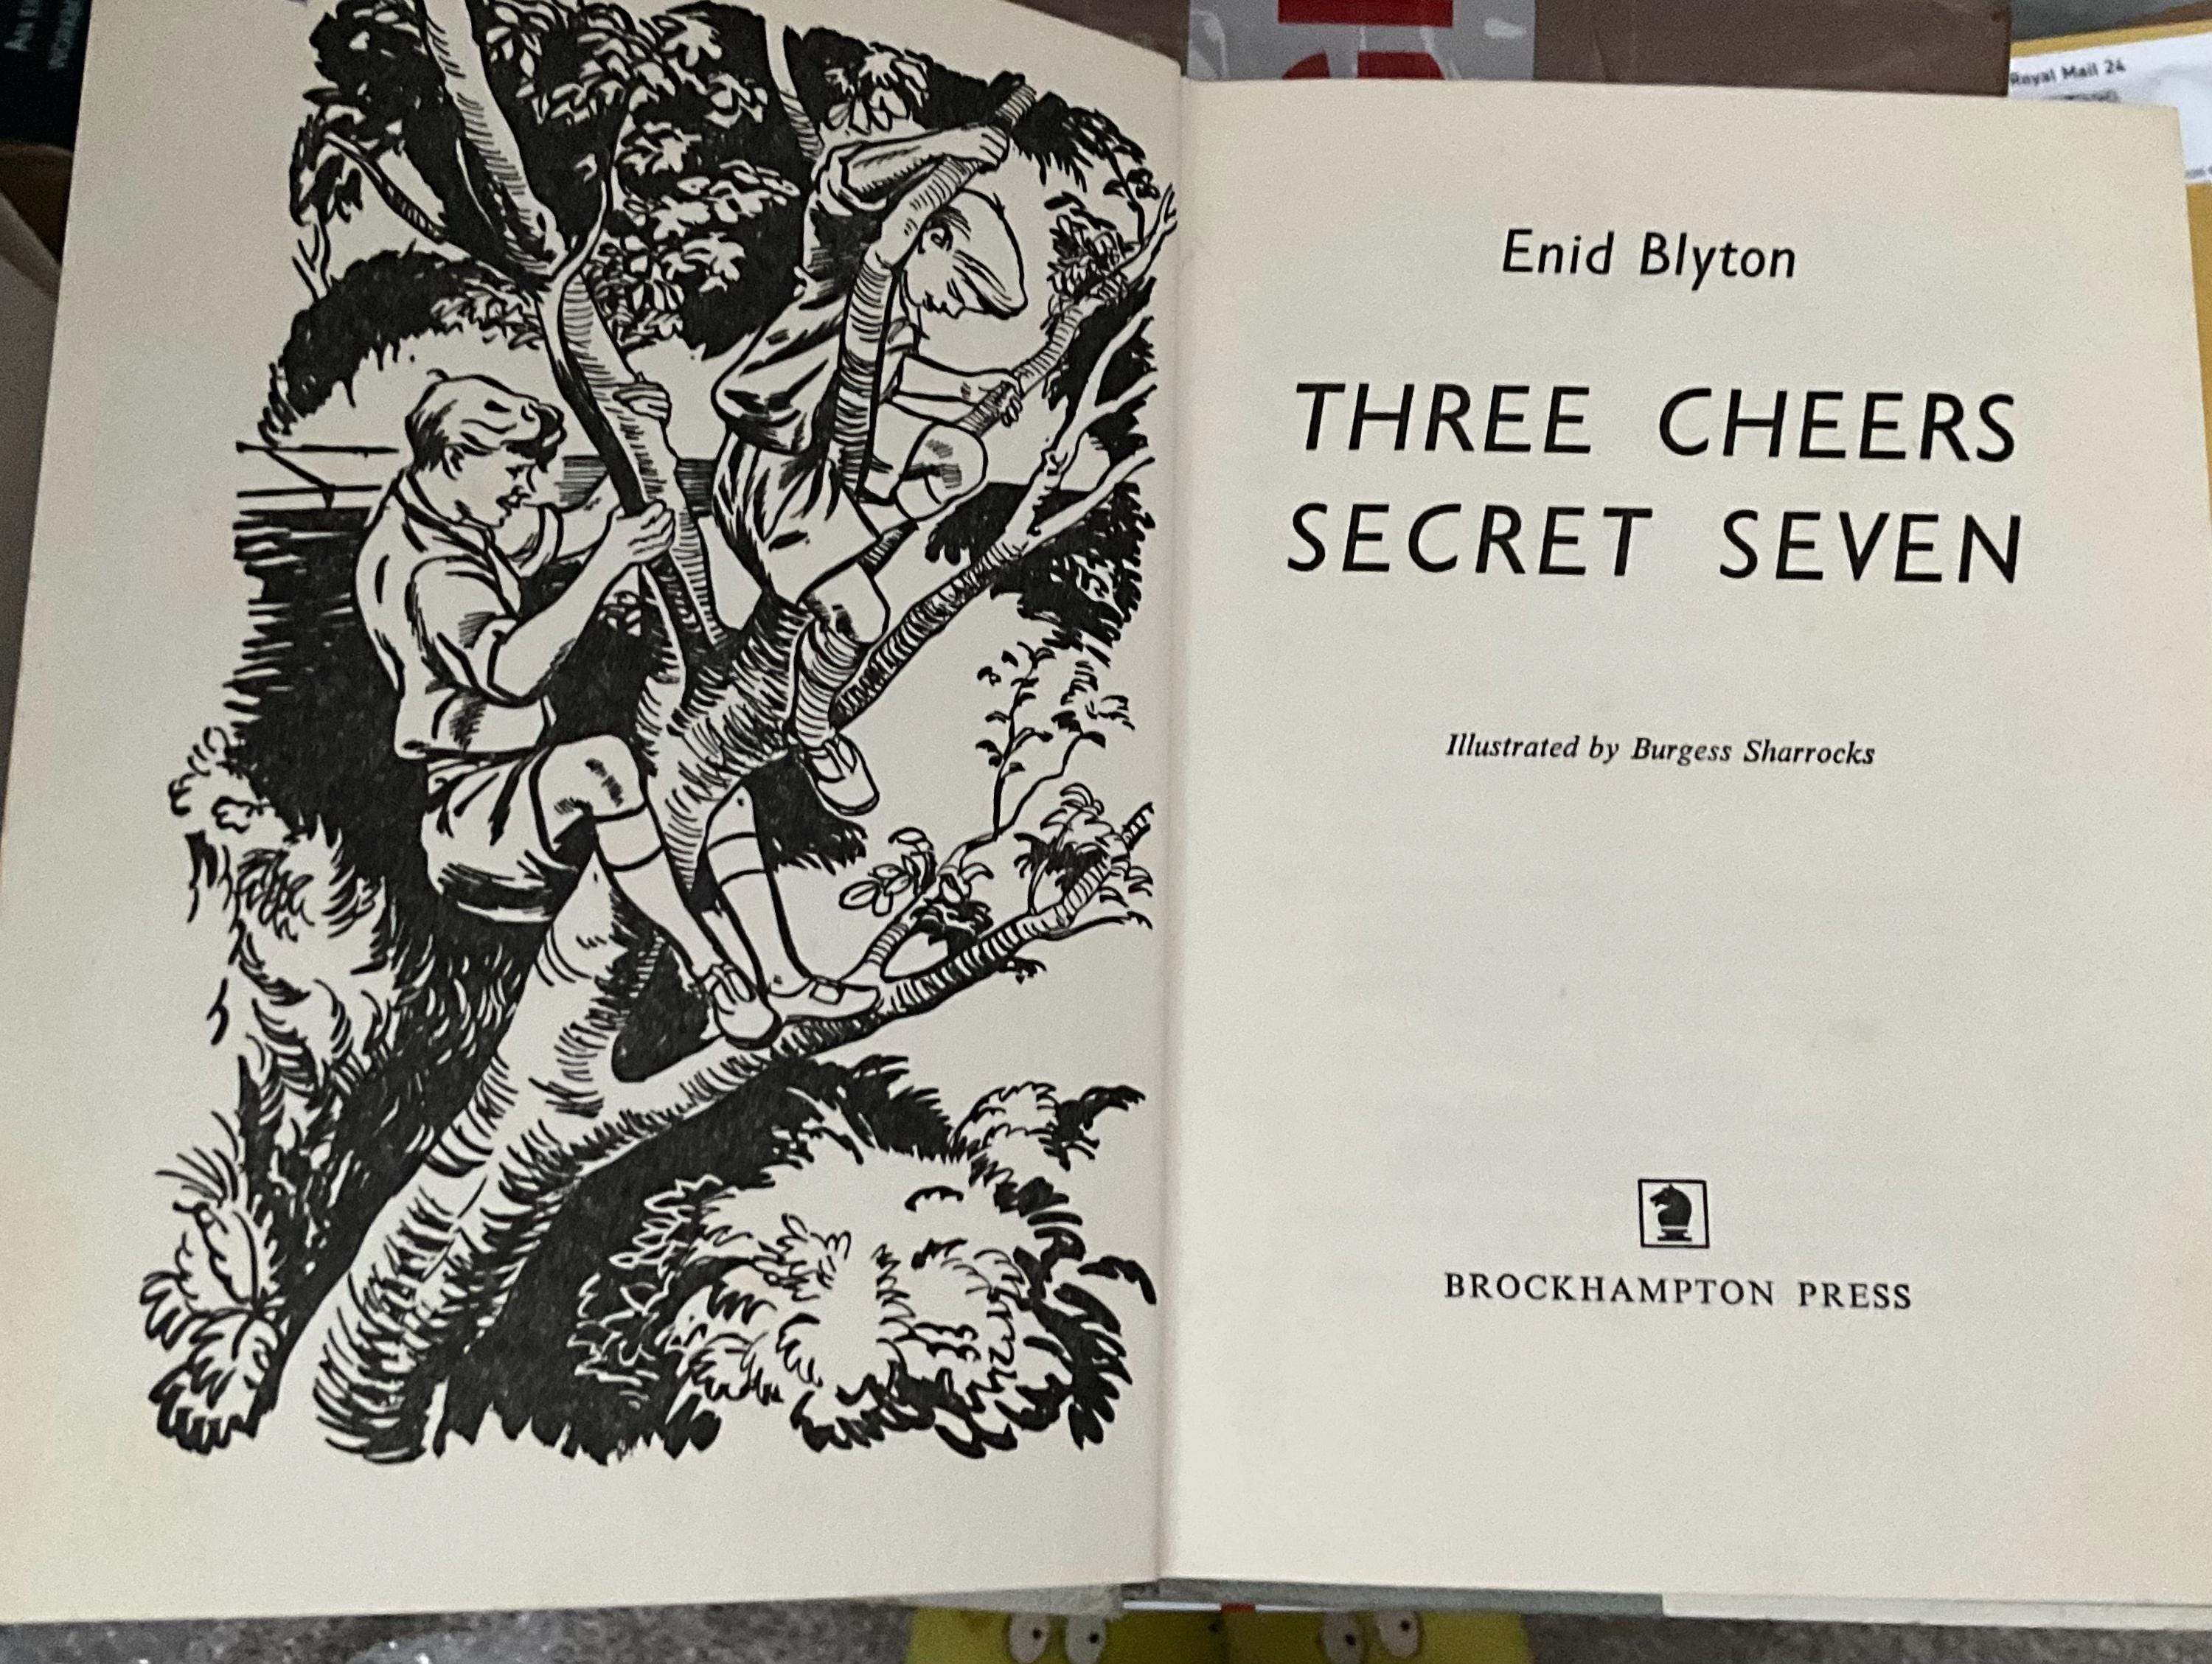 Royal Mail 24
Enid Blyton
THREE CHEERS
SECRET SEVEN
Illustrated by Burgess Sharrocks
BROCKHAMPTON PRESS